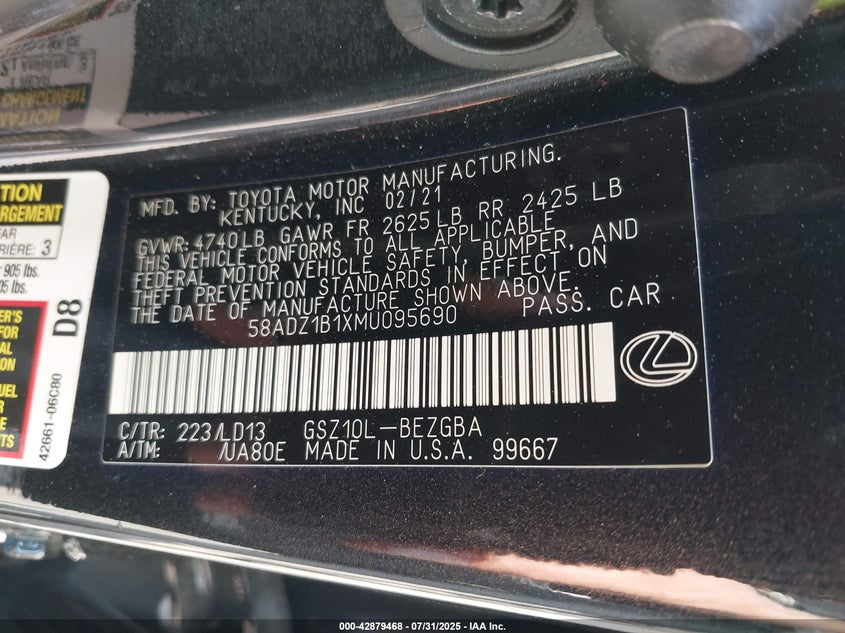 MFD. BY: TOYOTA MOTOR MANUFACTURING.
KENTUCKY, INC 02/21
GVWR: 4740LB GAWR FR 2625LB RR 2425 LB
THIS VEHICLE CONFORMS TO ALL APPLICABLE
FEDERAL MOTOR VEHICLE SAFETY, BUMPER, AND
THEFT PREVENTION STANDARDS IN EFFECT ON
THE DATE OF MANUFACTURE SHOWN ABOVE.
58ADZ1B1XMU095690 PASS. CAR
C/TR: 223/LD13 GSZ10L-BEZGBA
A/TM: /UA80E MADE IN U.S.A. 99667
ARRIÈRE: 3
905 lbs.
D8
42661-06C80
000-42879468 - 07/31/2025 - IAA Inc.